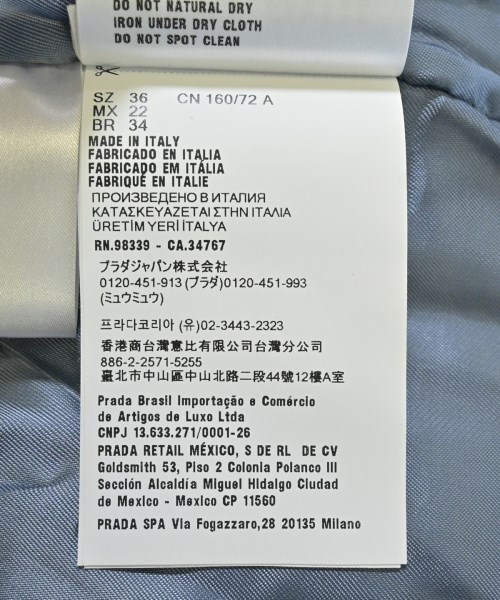 DO NOT NATURAL DRY
IRON UNDER DRY CLOTH
DO NOT SPOT CLEAN
SZ 36 CN 160/72 A
MX 22
BR 34
MADE IN ITALY
FABRICADO EN ITALIA
FABRICADO EM ITÁLIA
FABRIQUÉ EN ITALIE
ПРОИЗВЕДЕНО В ИТАЛИЯ
ΚΑΤΑΣΚΕΥΑΖΕΤΑΙ ΣΤΗΝ ΙΤΑΛΙΑ
ÜRETİM YERİ İTALYA
RN.98339 - CA.34767
プラダジャパン株式会社
0120-451-913 (プラダ)0120-451-993
(ミュウミュウ)
프라다코리아 (유)02-3443-2323
香港商台灣意比有限公司台灣分公司
886-2-2571-5255
臺北市中山區中山北路二段44號12樓A室
Prada Brasil Importação e Comércio
de Artigos de Luxo Ltda
CNPJ 13.633.271/0001-26
PRADA RETAIL MÉXICO, S DE RL DE CV
Goldsmith 53, Piso 2 Colonia Polanco III
Sección Alcaldía Miguel Hidalgo Ciudad
de Mexico - Mexico CP 11560
PRADA SPA Via Fogazzaro,28 20135 Milano